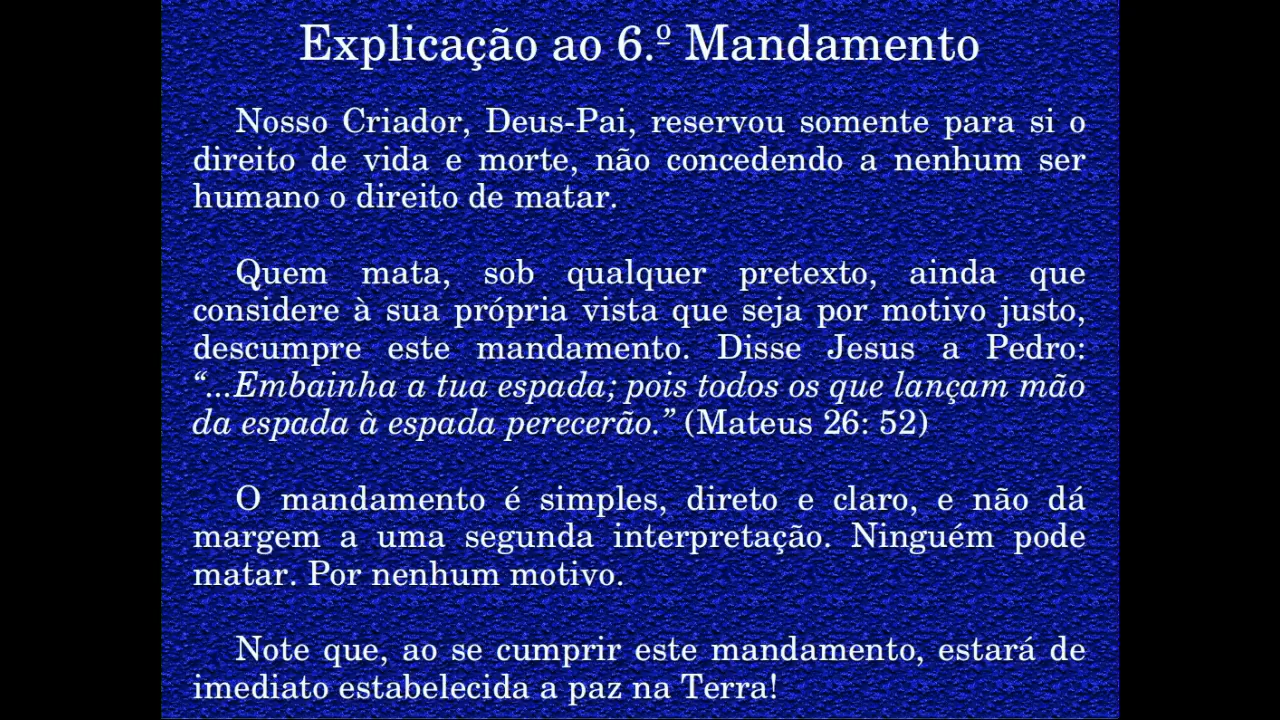 Explicação ao 6.º Mandamento
Nosso Criador, Deus-Pai, reservou somente para si o
direito de vida e morte, não concedendo a nenhum ser
humano o direito de matar.
Quem mata, sob qualquer pretexto, ainda que
considere à sua própria vista que seja por motivo justo,
descumpre este mandamento. Disse Jesus a Pedro:
“...Embainha a tua espada; pois todos os que lançam mão
da espada à espada perecerão.” (Mateus 26: 52)
O mandamento é simples, direto e claro, e não dá
margem a uma segunda interpretação. Ninguém pode
matar. Por nenhum motivo.
Note que, ao se cumprir este mandamento, estará de
imediato estabelecida a paz na Terra!